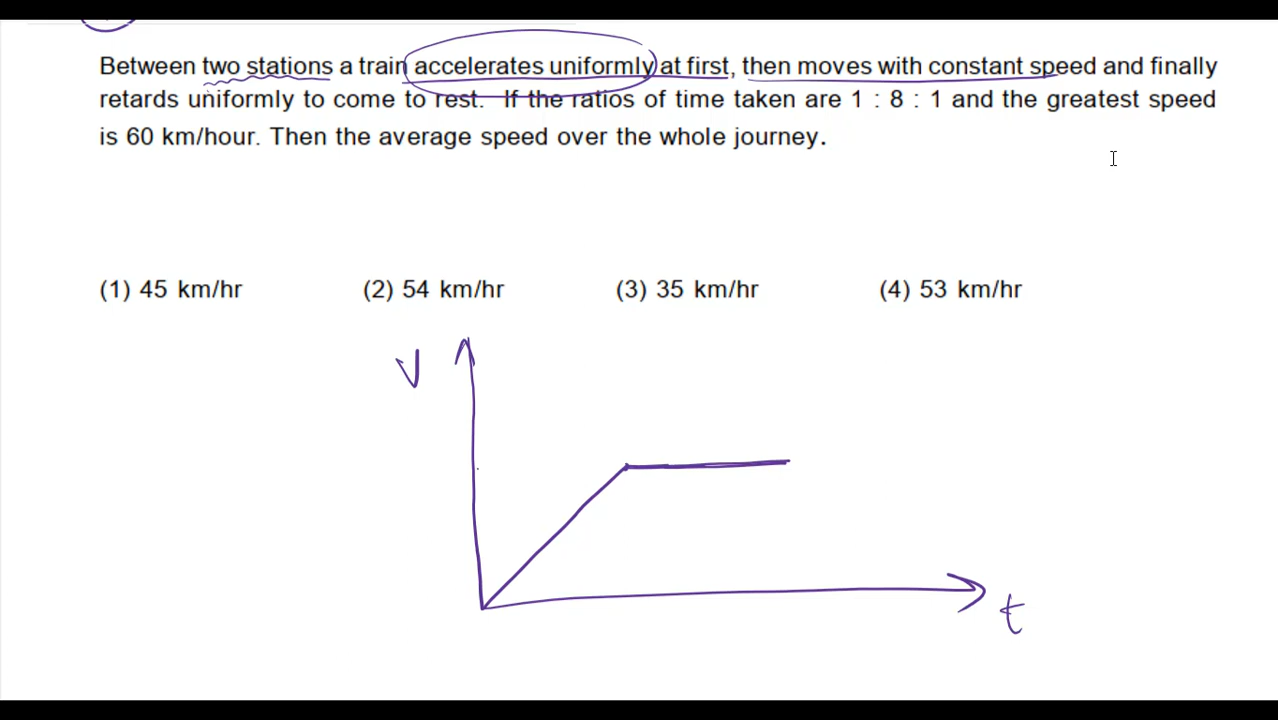 Between two stations a train accelerates uniformly at first, then moves with constant speed and finally
retards uniformly to come to rest. If the ratios of time taken are 1 : 8 : 1 and the greatest speed
is 60 km/hour. Then the average speed over the whole journey.
(1) 45 km/hr (2) 54 km/hr (3) 35 km/hr (4) 53 km/hr
V
t